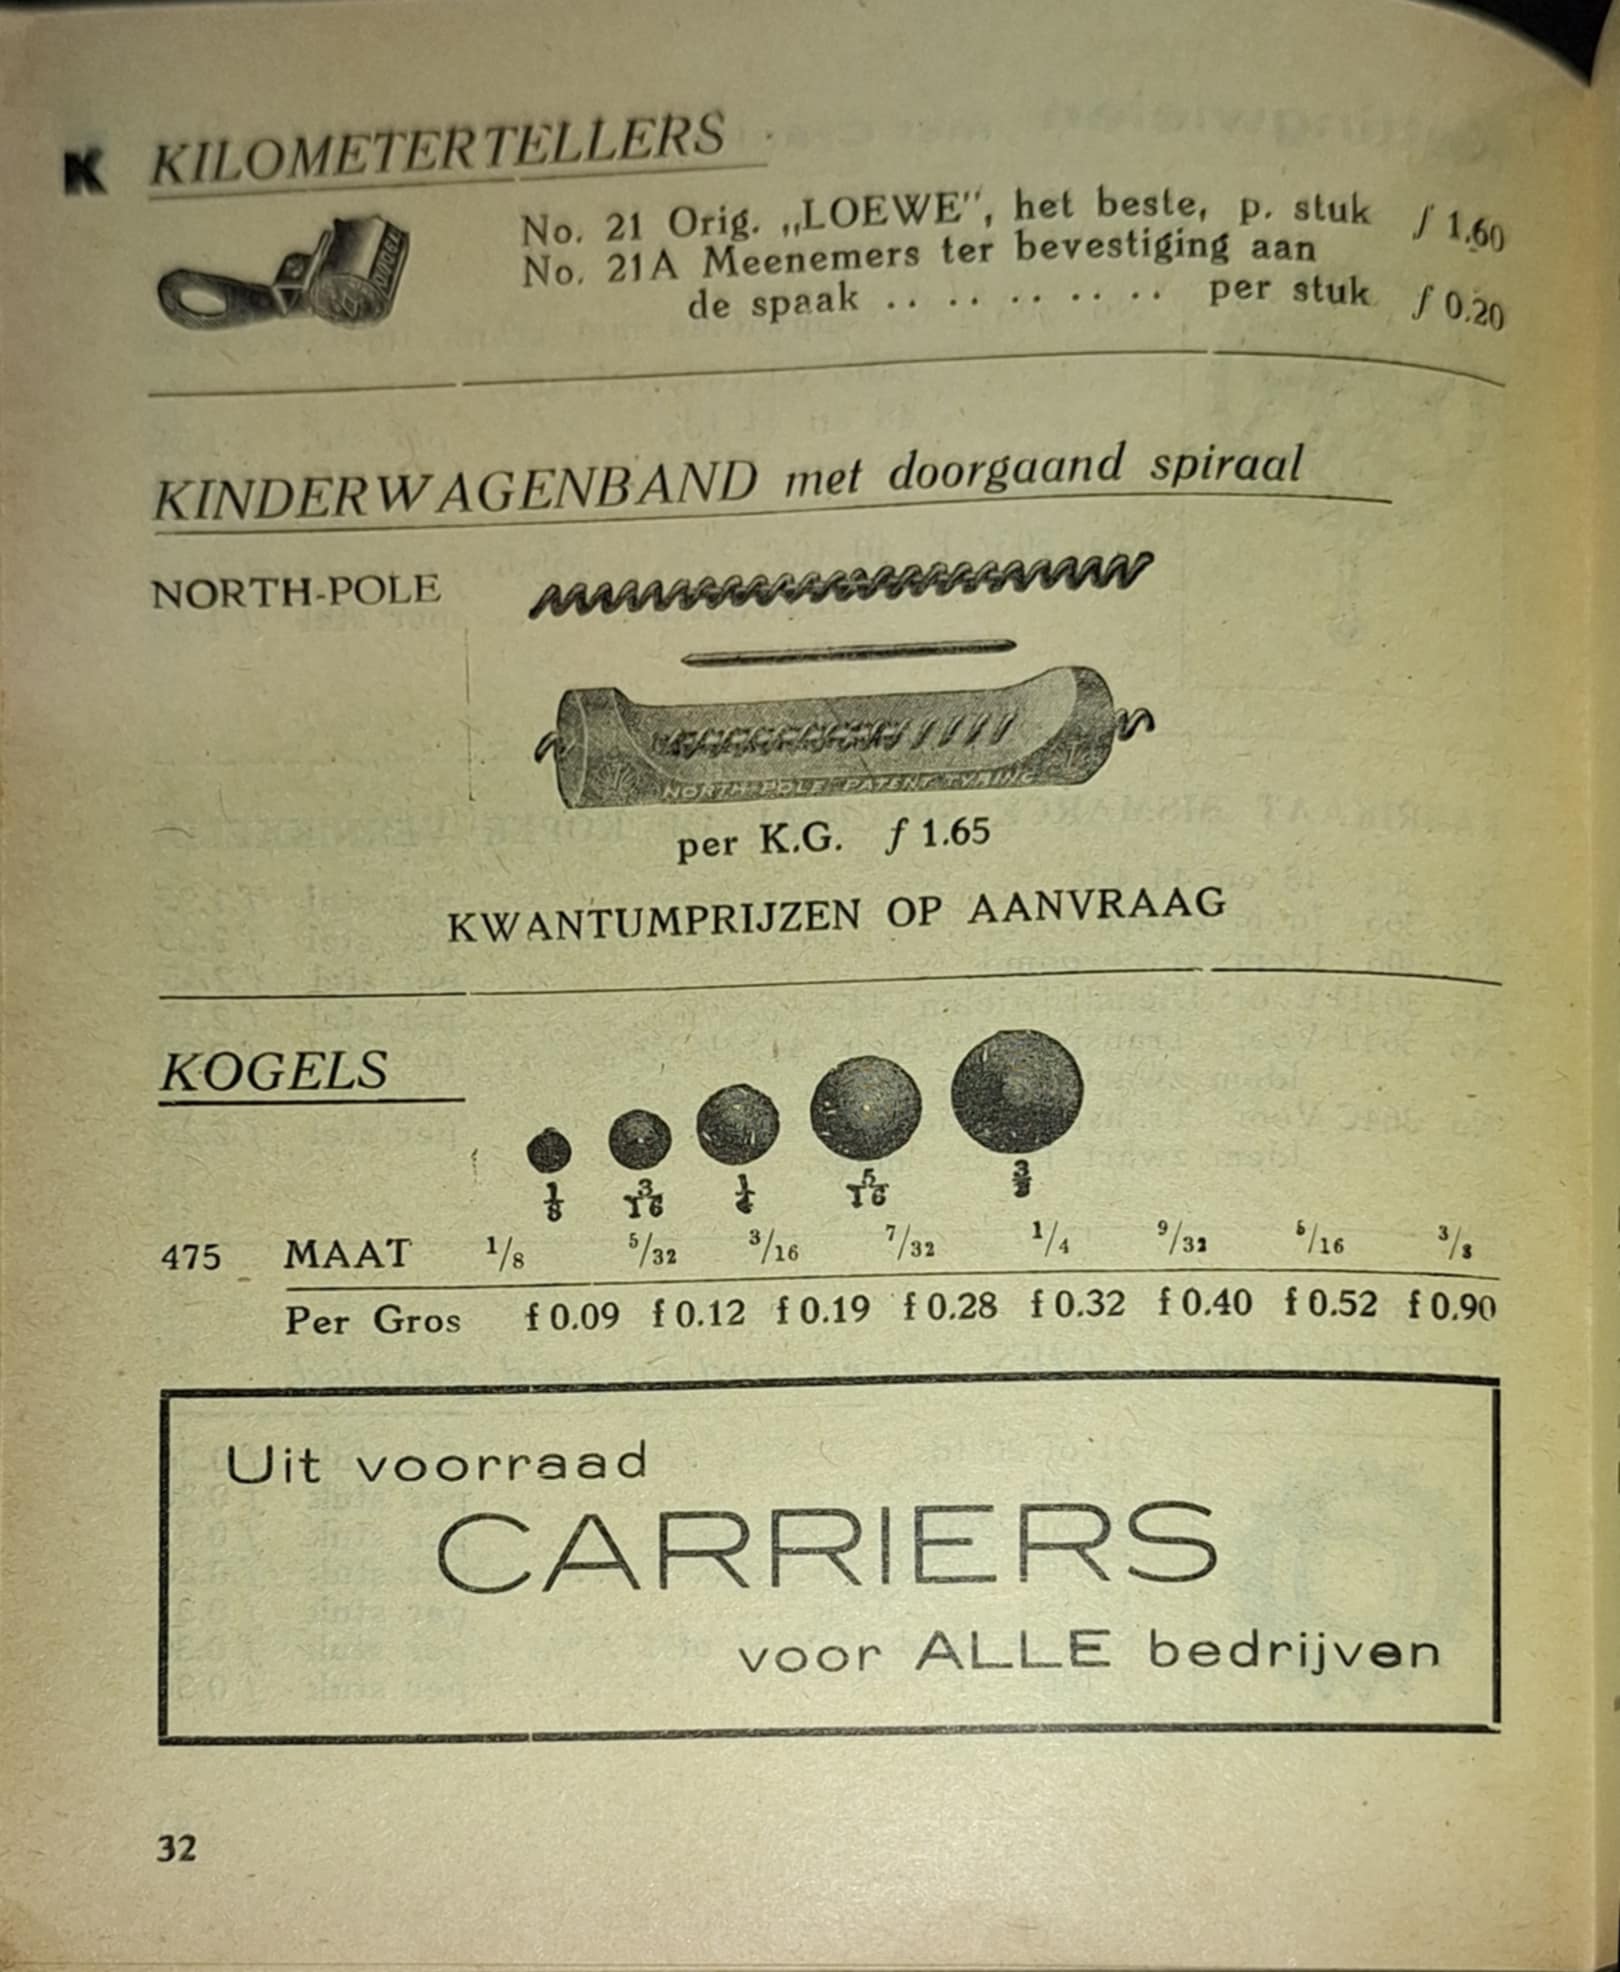 K KILOMETERTELLERS
No. 21 Orig. „LOEWE”, het beste, p. stuk f 1.60
No. 21A Meenemers ter bevestiging aan
de spaak .. .. .. .. .. per stuk f 0.20
KINDERWAGENBAND met doorgaand spiraal
NORTH-POLE
NORTH-POLE PATENT TYRING
per K.G. f 1.65
KWANTUMPRIJZEN OP AANVRAAG
KOGELS
1/8 3/16 1/4 5/16 3/8
475 MAAT 1/8 5/32 3/16 7/32 1/4 9/32 5/16 3/8
Per Gros f 0.09 f 0.12 f 0.19 f 0.28 f 0.32 f 0.40 f 0.52 f 0.90
Uit voorraad
CARRIERS
voor ALLE bedrijven
32